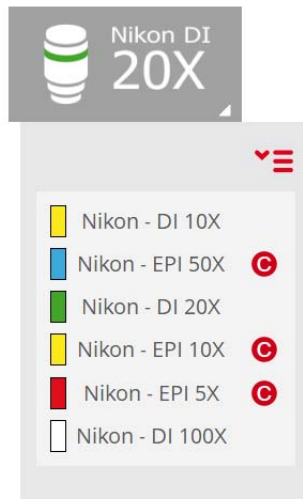 Nikon DI
20X
Nikon - DI 10X
Nikon - EPI 50X C
Nikon - DI 20X
Nikon - EPI 10X C
Nikon - EPI 5X C
Nikon - DI 100X